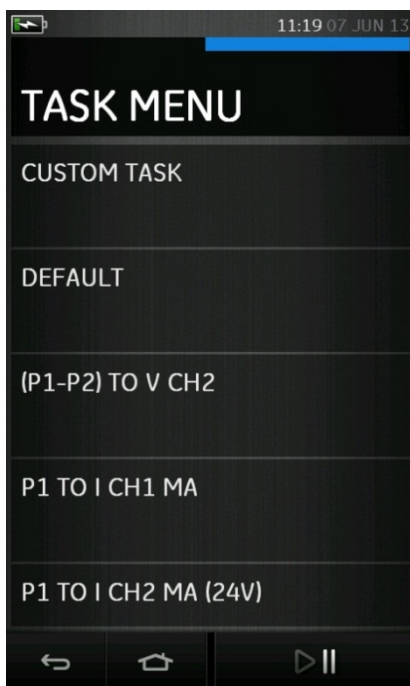 11:19 07 JUN 13
TASK MENU
CUSTOM TASK
DEFAULT
(P1-P2) TO V CH2
P1 TO I CH1 MA
P1 TO I CH2 MA (24V)